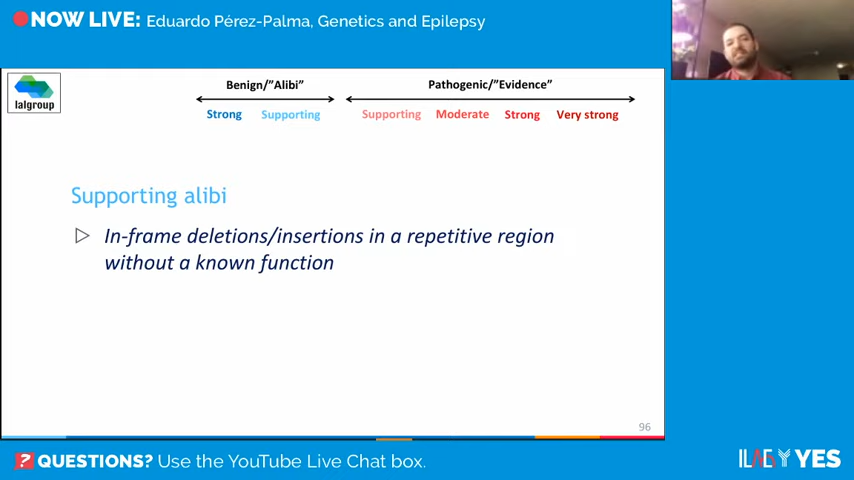 NOW LIVE: Eduardo Pérez-Palma, Genetics and Epilepsy
lalgroup
Benign/"Alibi"
Pathogenic/"Evidence"
Strong Supporting
Supporting Moderate Strong Very strong
Supporting alibi
In-frame deletions/insertions in a repetitive region
without a known function
96
? QUESTIONS? Use the YouTube Live Chat box.
ILAE YES